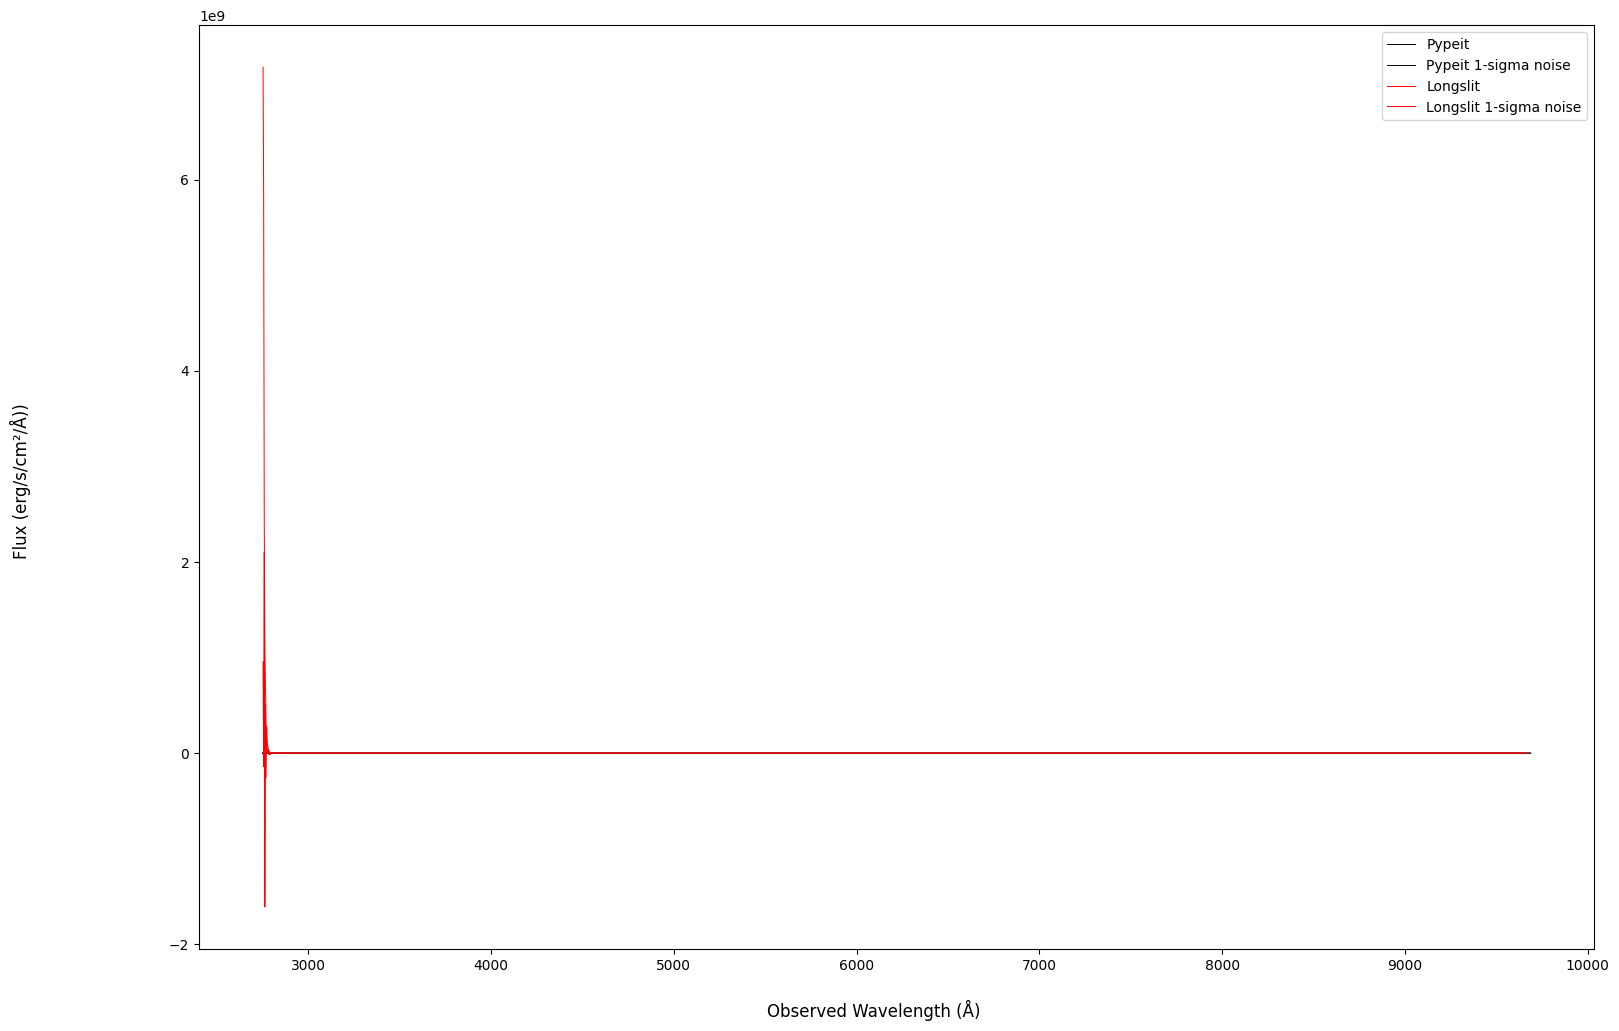 1e9
Pypeit
Pypeit 1-sigma noise
Longslit
Longslit 1-sigma noise
6
4
2
0
−2
Flux (erg/s/cm²/Å))
3000 4000 5000 6000 7000 8000 9000 10000
Observed Wavelength (Å)